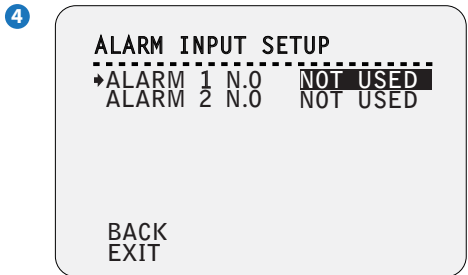 4
ALARM INPUT SETUP
ALARM 1 N.O NOT USED
ALARM 2 N.O NOT USED
BACK
EXIT